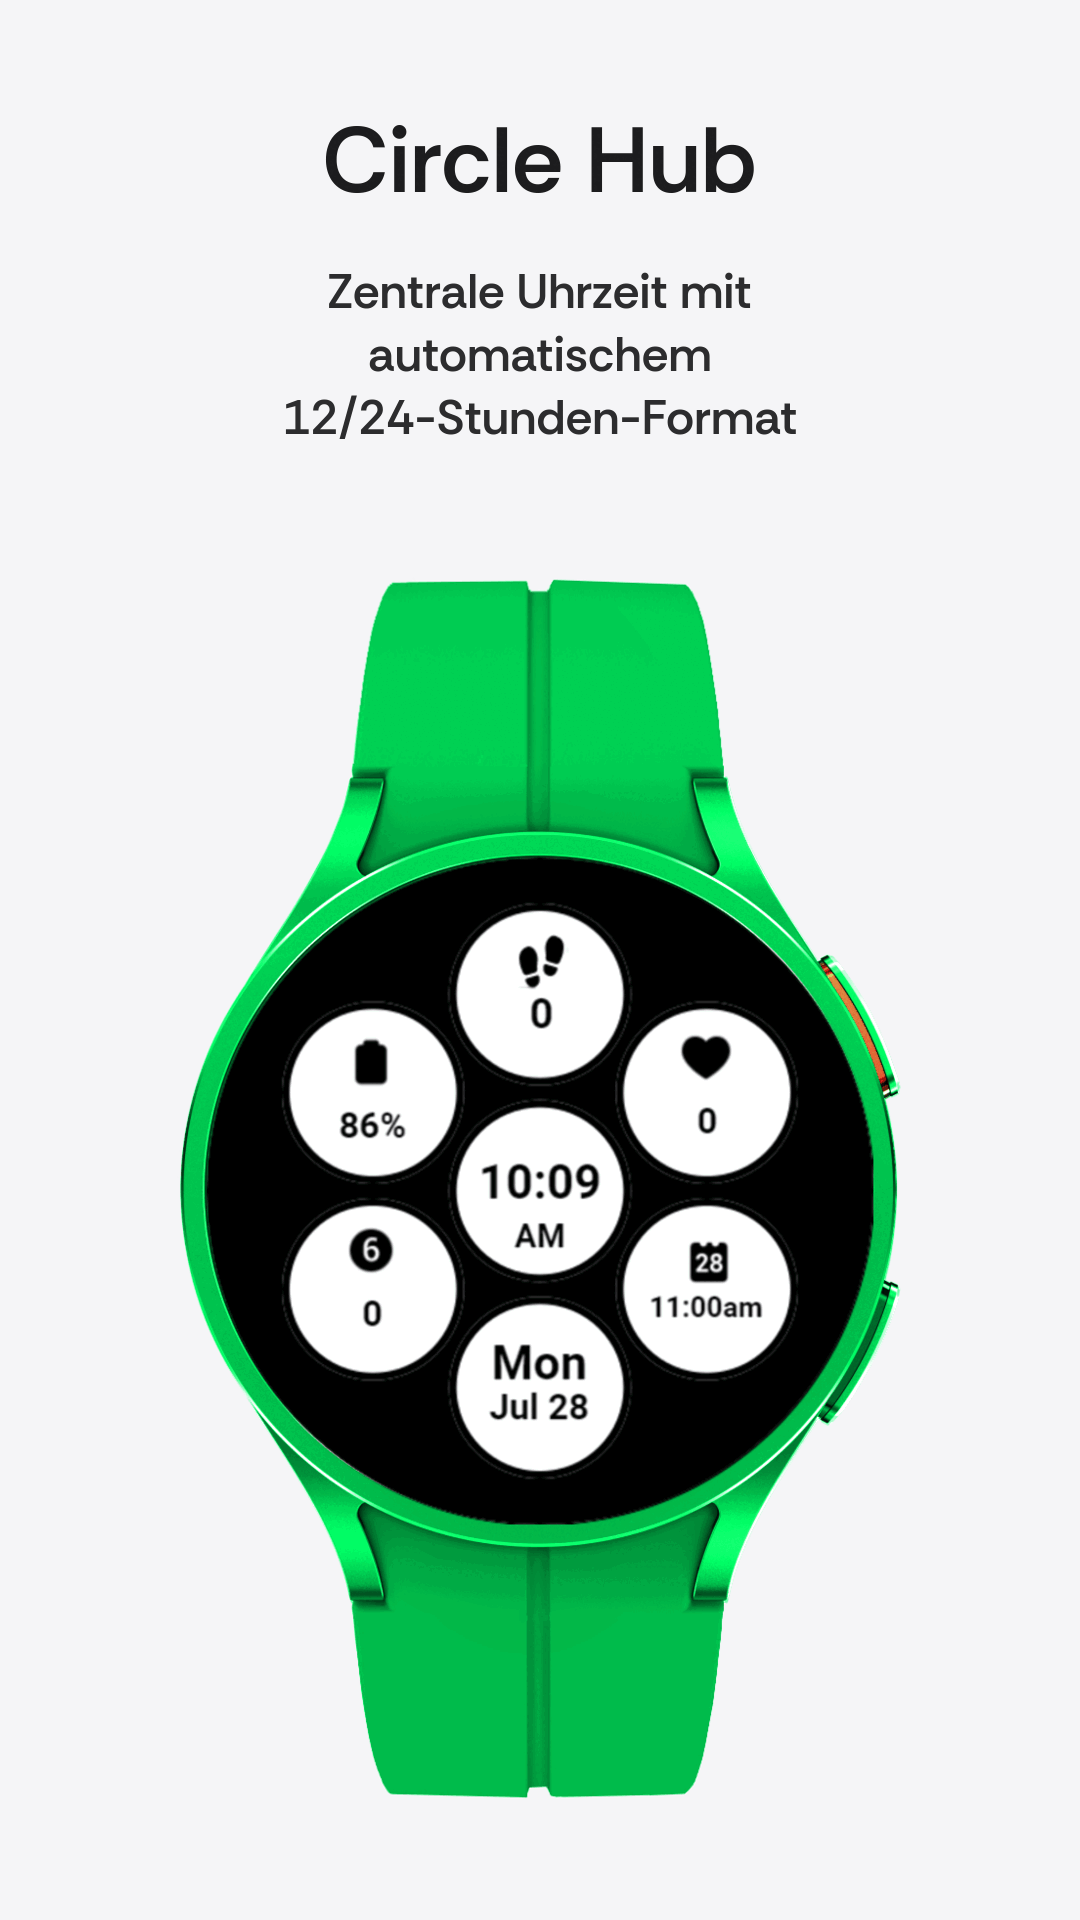 Circle Hub
Zentrale Uhrzeit mit
automatischem
12/24-Stunden-Format
0
86%
0
10:09
AM
6
0
28
11:00am
Mon
Jul 28